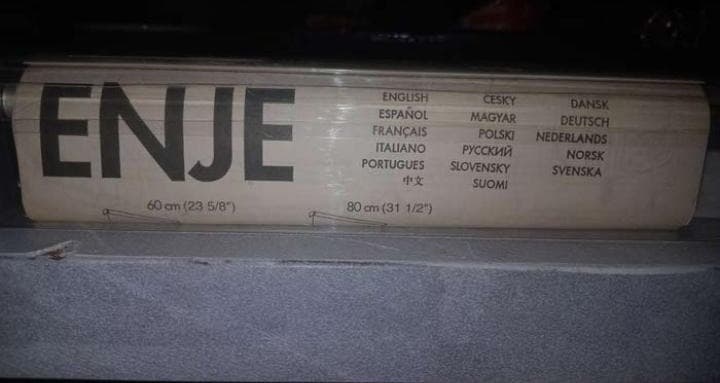 ENJE
ENGLISH
ESPAÑOL
FRANÇAIS
ITALIANO
PORTUGUES
中文
CESKY
MAGYAR
POLSKI
РУССКИЙ
SLOVENSKY
SUOMI
DANSK
DEUTSCH
NEDERLANDS
NORSK
SVENSKA
60 cm (23 5/8")
80 cm (31 1/2")